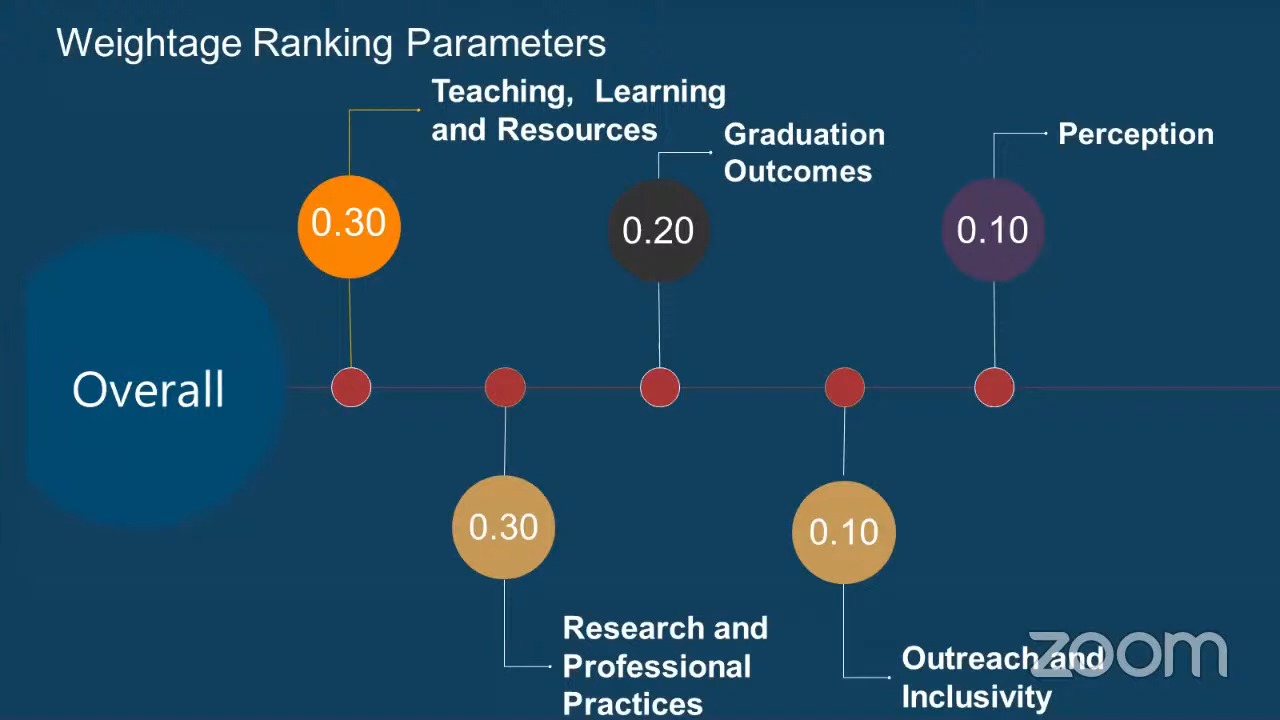 Weightage Ranking Parameters
Teaching, Learning
and Resources
Graduation
Outcomes
Perception
0.30
0.20
0.10
Overall
0.30
0.10
Research and
Professional
Practices
Outreach and
Inclusivity
zoom